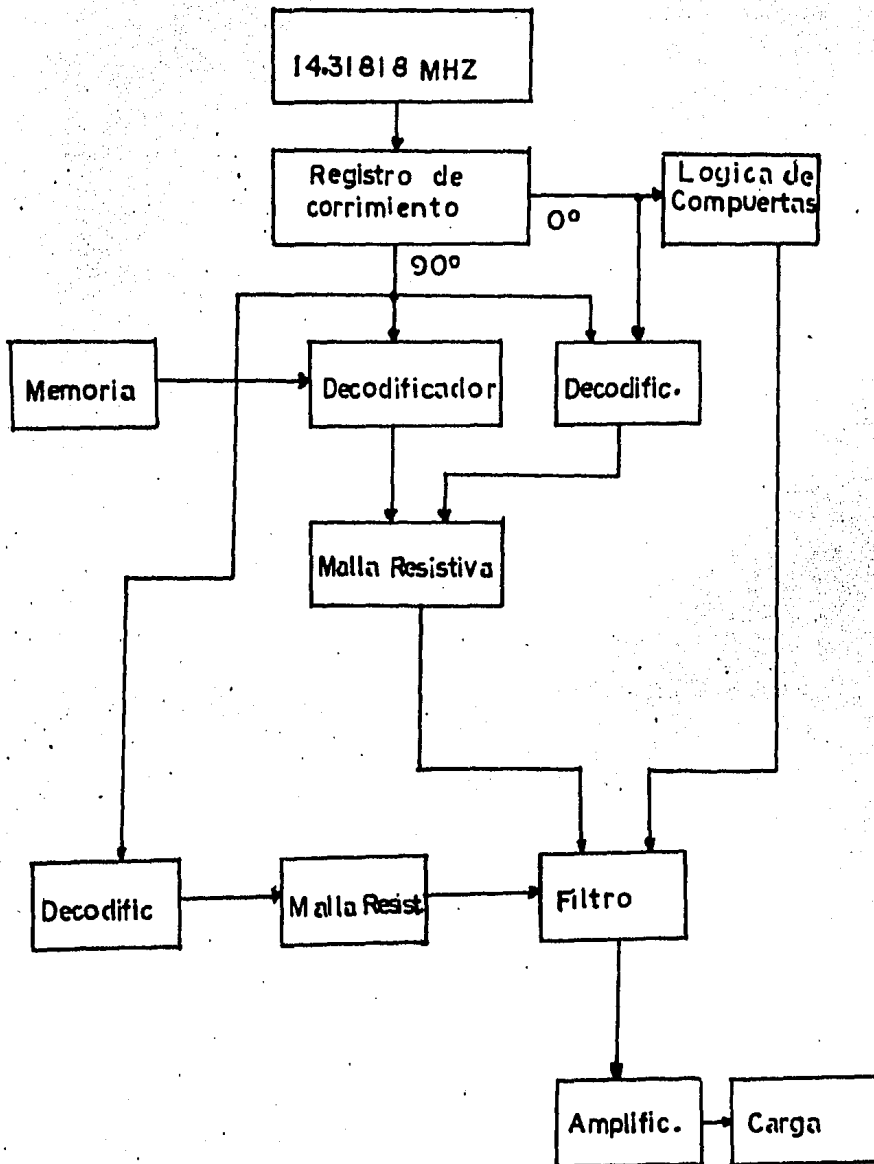 14.31818 MHZ
Registro de
corrimiento
Logica de
Compuertas
0º
90º
Memoria
Decodificador
Decodific.
Malla Resistiva
Decodific
Malla Resist
Filtro
Amplific.
Carga